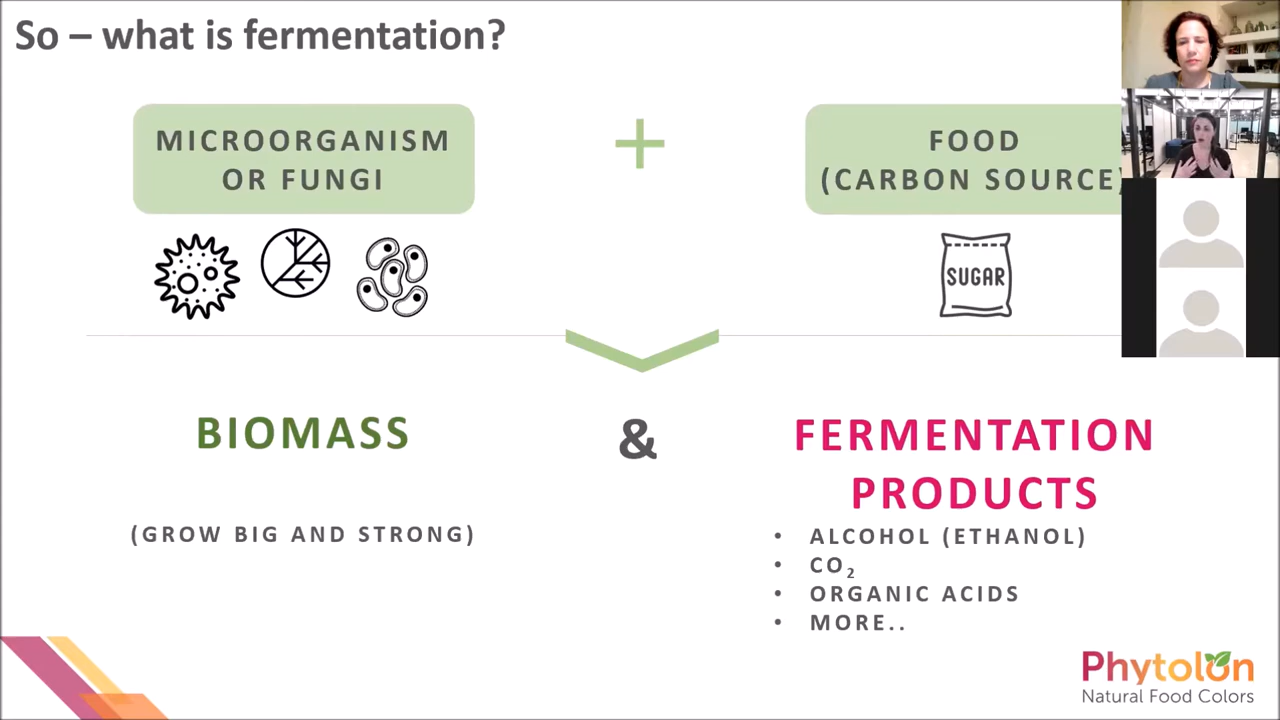 So – what is fermentation?
MICROORGANISM
OR FUNGI
+
FOOD
(CARBON SOURCE)
SUGAR
BIOMASS
&
FERMENTATION
PRODUCTS
(GROW BIG AND STRONG)
• ALCOHOL (ETHANOL)
• CO₂
• ORGANIC ACIDS
• MORE..
Phytolon
Natural Food Colors